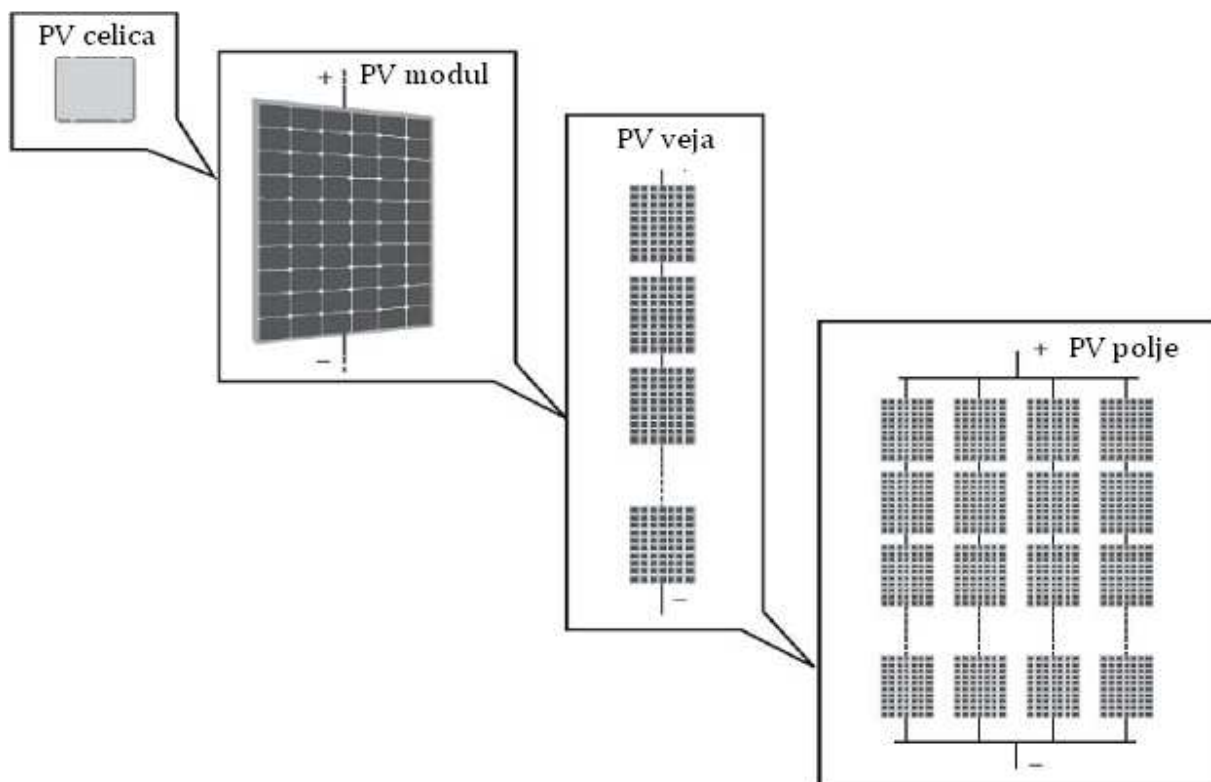 PV celica
+ PV modul
–
PV veja
–
+ PV polje
–